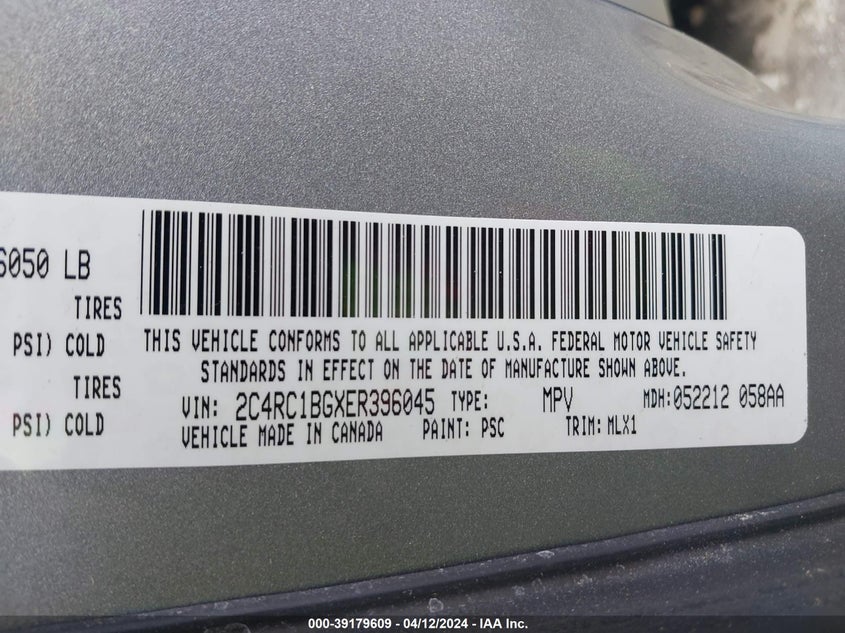 6050 LB
TIRES
PSI) COLD
TIRES
PSI) COLD
THIS VEHICLE CONFORMS TO ALL APPLICABLE U.S.A. FEDERAL MOTOR VEHICLE SAFETY
STANDARDS IN EFFECT ON THE DATE OF MANUFACTURE SHOWN ABOVE.
VIN: 2C4RC1BGXER396045 TYPE: MPV MDH:052212 058AA
VEHICLE MADE IN CANADA PAINT: PSC TRIM: MLX1
000-39179609 - 04/12/2024 - IAA Inc.